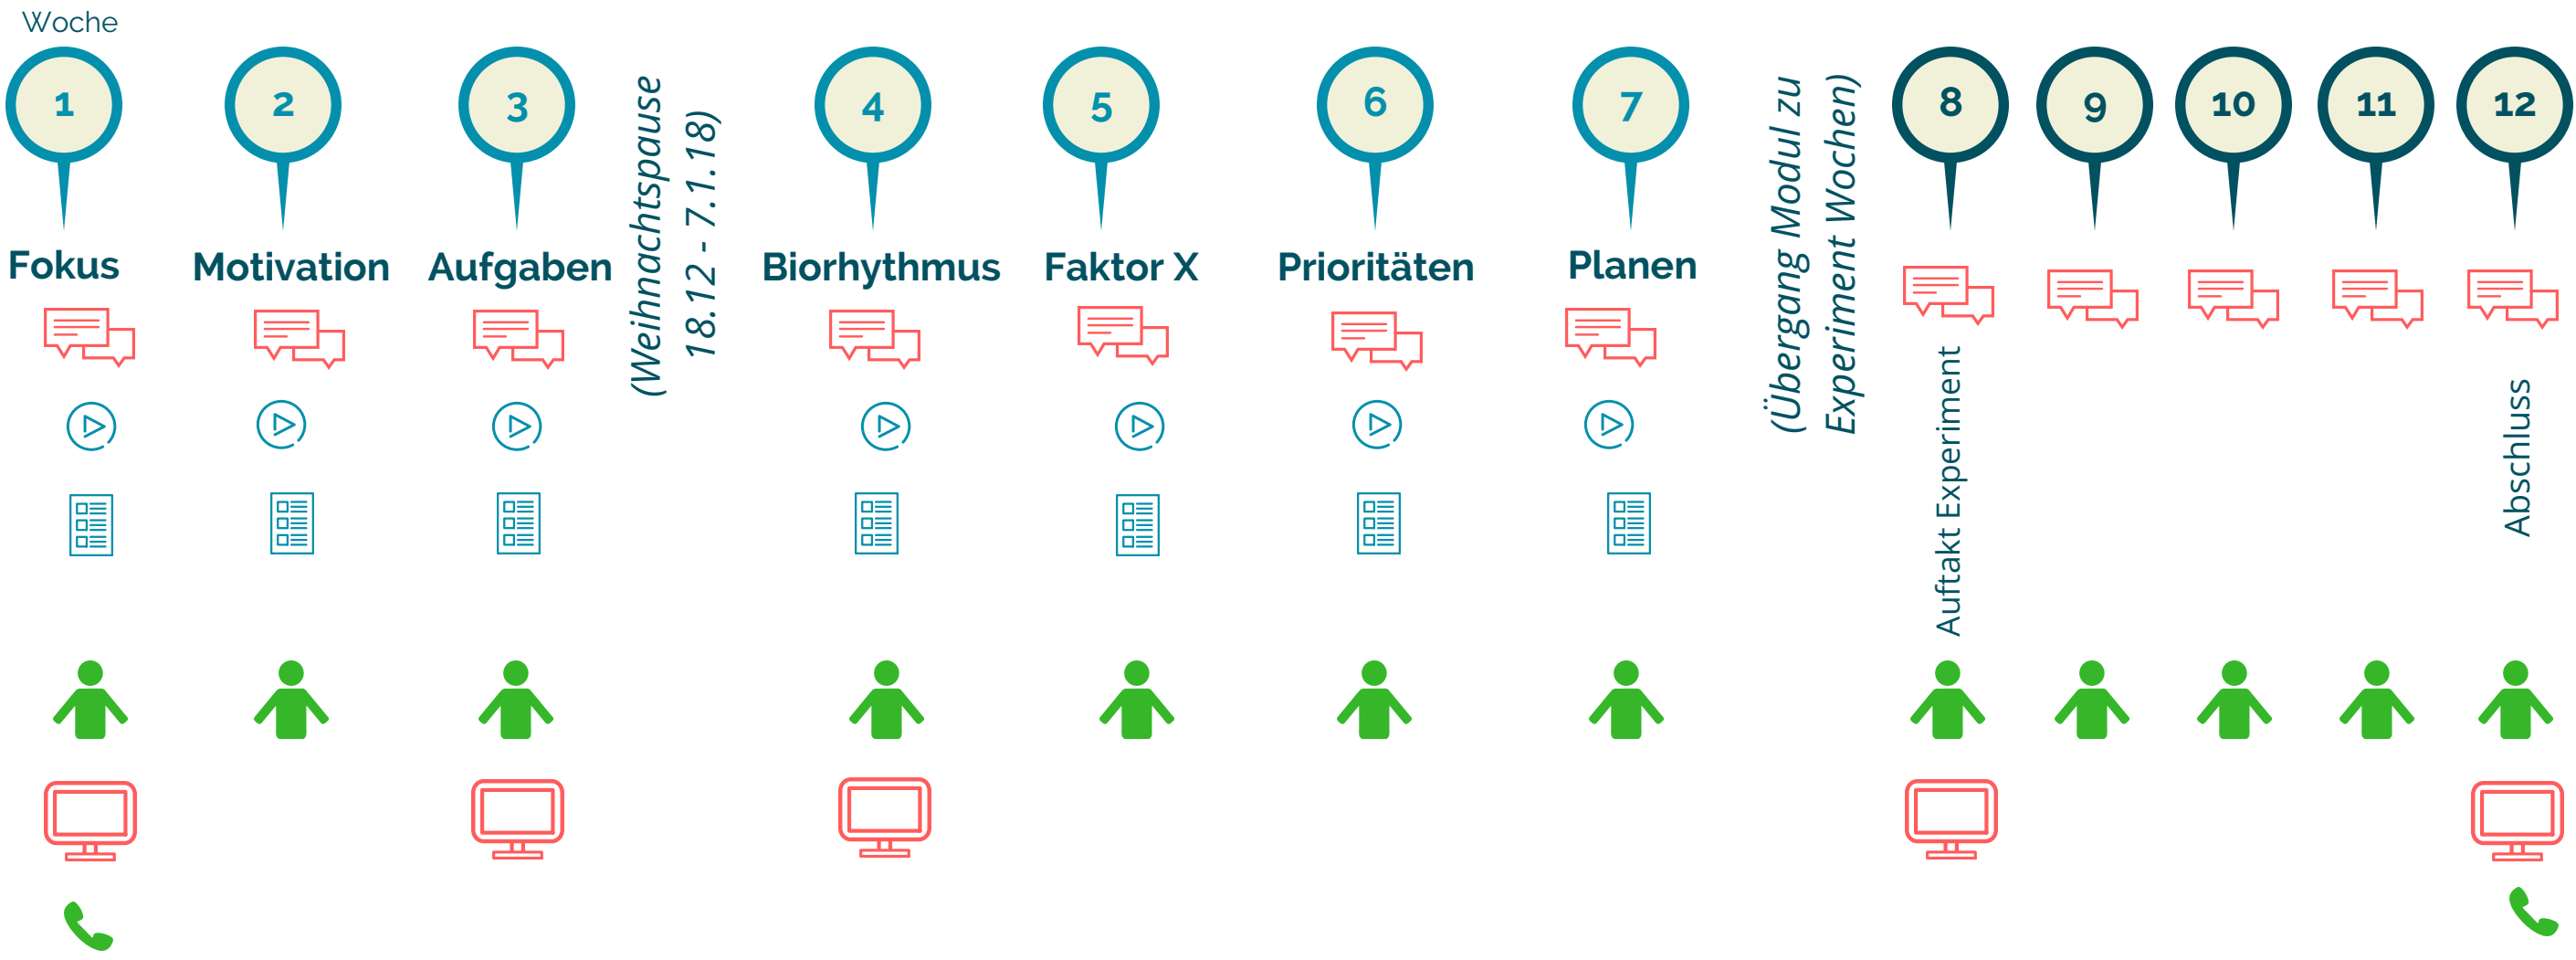 Woche
1
2
3
4
5
6
7
8
9
10
11
12
Fokus
Motivation
Aufgaben
(Weihnachtspause
18.12 - 7.1.18)
Biorhythmus
Faktor X
Prioritäten
Planen
(Übergang Modul zu
Experiment Wochen)
Auftakt Experiment
Abschluss